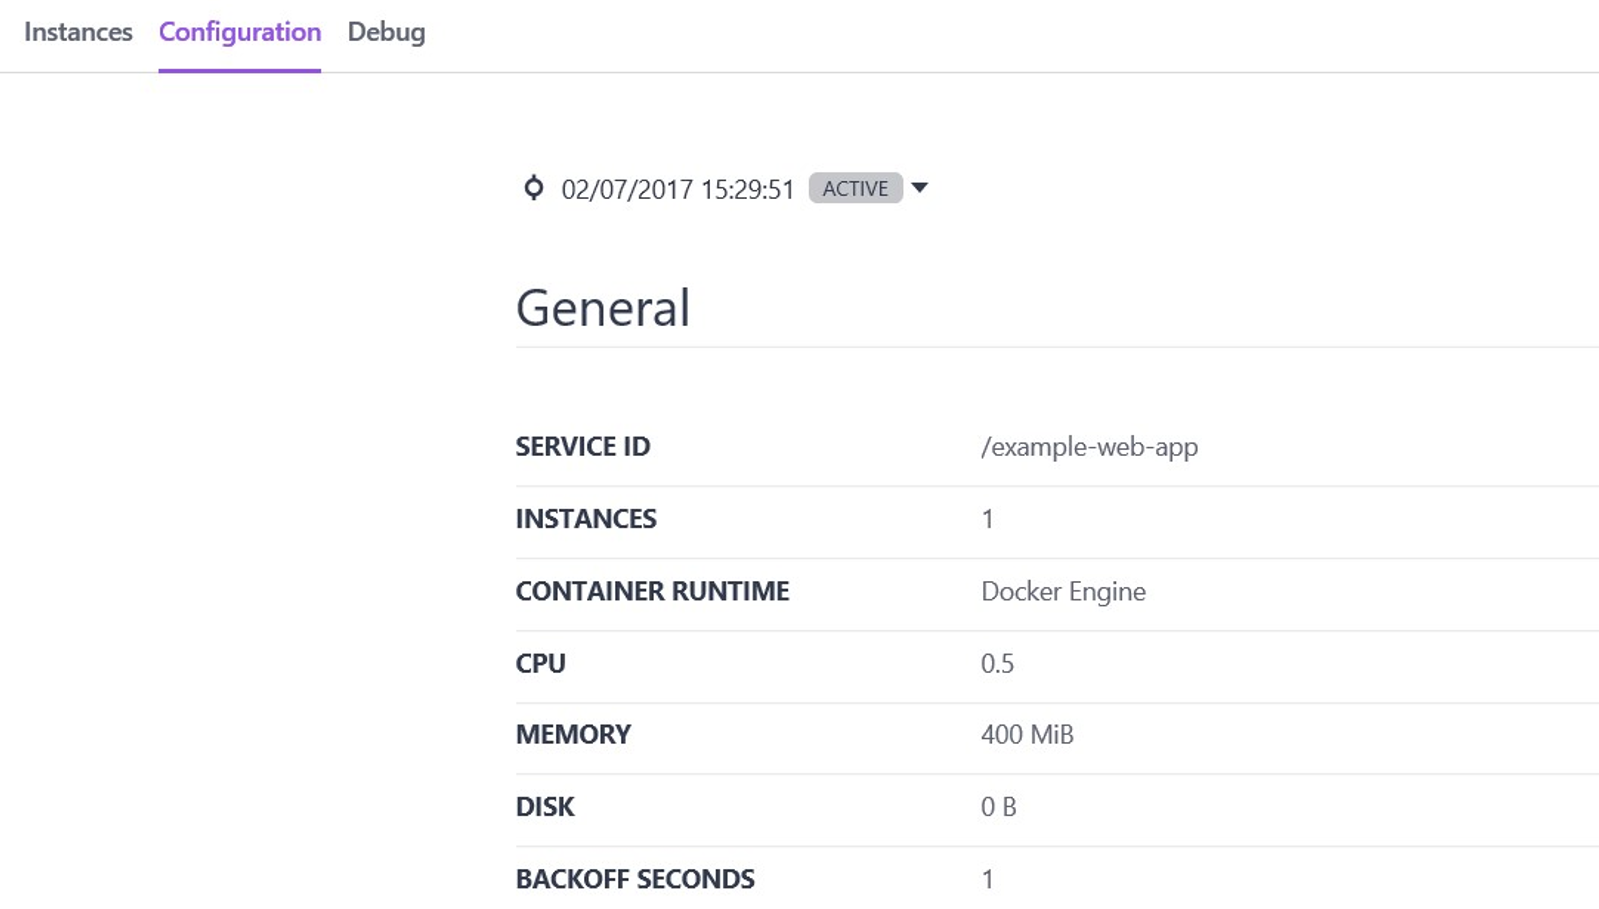 Instances Configuration Debug
02/07/2017 15:29:51 ACTIVE
General
SERVICE ID /example-web-app
INSTANCES 1
CONTAINER RUNTIME Docker Engine
CPU 0.5
MEMORY 400 MiB
DISK 0 B
BACKOFF SECONDS 1